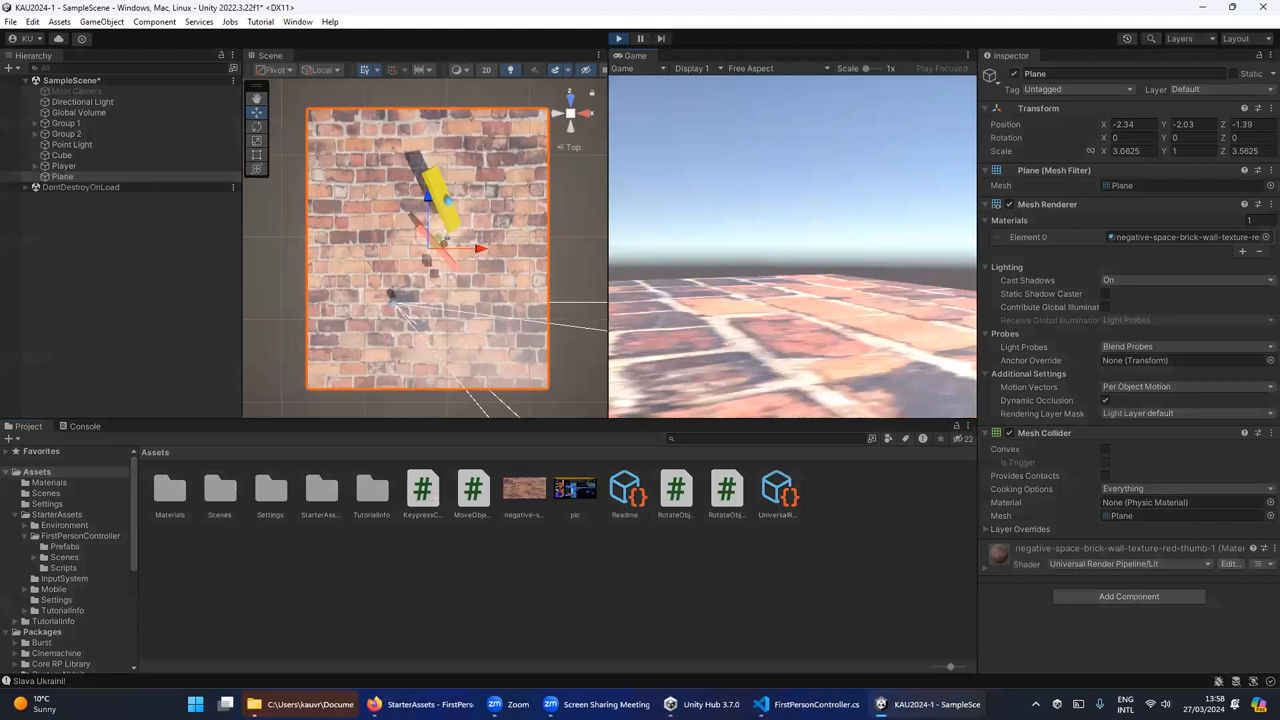 KAU2024-1 - SampleScene - Windows, Mac, Linux - Unity 2022.3.22f1* <DX11>
File Edit Assets GameObject Component Services Jobs Tutorial Window Help
KU
Layers Layout
Hierarchy
All
SampleScene*
Main Camera
Directional Light
Global Volume
Group 1
Group 2
Point Light
Cube
Player
Plane
DontDestroyOnLoad
Scene
Pivot Local 2D
z
x
Top
Game
Game Display 1 Free Aspect Scale 1x Play Focused
Inspector
Plane Static
Tag Untagged Layer Default
Transform
Position X -2.34 Y -2.03 Z -1.39
Rotation X 0 Y 0 Z 0
Scale X 3.0625 Y 1 Z 3.5625
Plane (Mesh Filter)
Mesh Plane
Mesh Renderer
Materials 1
Element 0 negative-space-brick-wall-texture-re
Lighting
Cast Shadows On
Static Shadow Caster
Contribute Global Illumination
Receive Global Illumination Light Probes
Probes
Light Probes Blend Probes
Anchor Override None (Transform)
Additional Settings
Motion Vectors Per Object Motion
Dynamic Occlusion
Rendering Layer Mask Light Layer default
Mesh Collider
Convex
Is Trigger
Provides Contacts
Cooking Options Everything
Material None (Physic Material)
Mesh Plane
Layer Overrides
negative-space-brick-wall-texture-red-thumb-1 (Mater
Shader Universal Render Pipeline/Lit Edit...
Add Component
Project Console
22
Favorites
Assets
Materials
Scenes
Settings
StarterAssets
Environment
FirstPersonController
Prefabs
Scenes
Scripts
InputSystem
Mobile
Settings
TutorialInfo
TutorialInfo
Packages
Burst
Cinemachine
Core RP Library
Assets
Materials Scenes Settings StarterAss... TutorialInfo KeypressC... MoveObje... negative-s... pic Readme RotateObj... RotateObj... UniversalR...
Slava Ukraini!
10°C
Sunny
C:\Users\kauvr\Docume StarterAssets - FirstPerso Zoom Screen Sharing Meeting Unity Hub 3.7.0 FirstPersonController.cs KAU2024-1 - SampleSce
ENG
INTL
13:58
27/03/2024